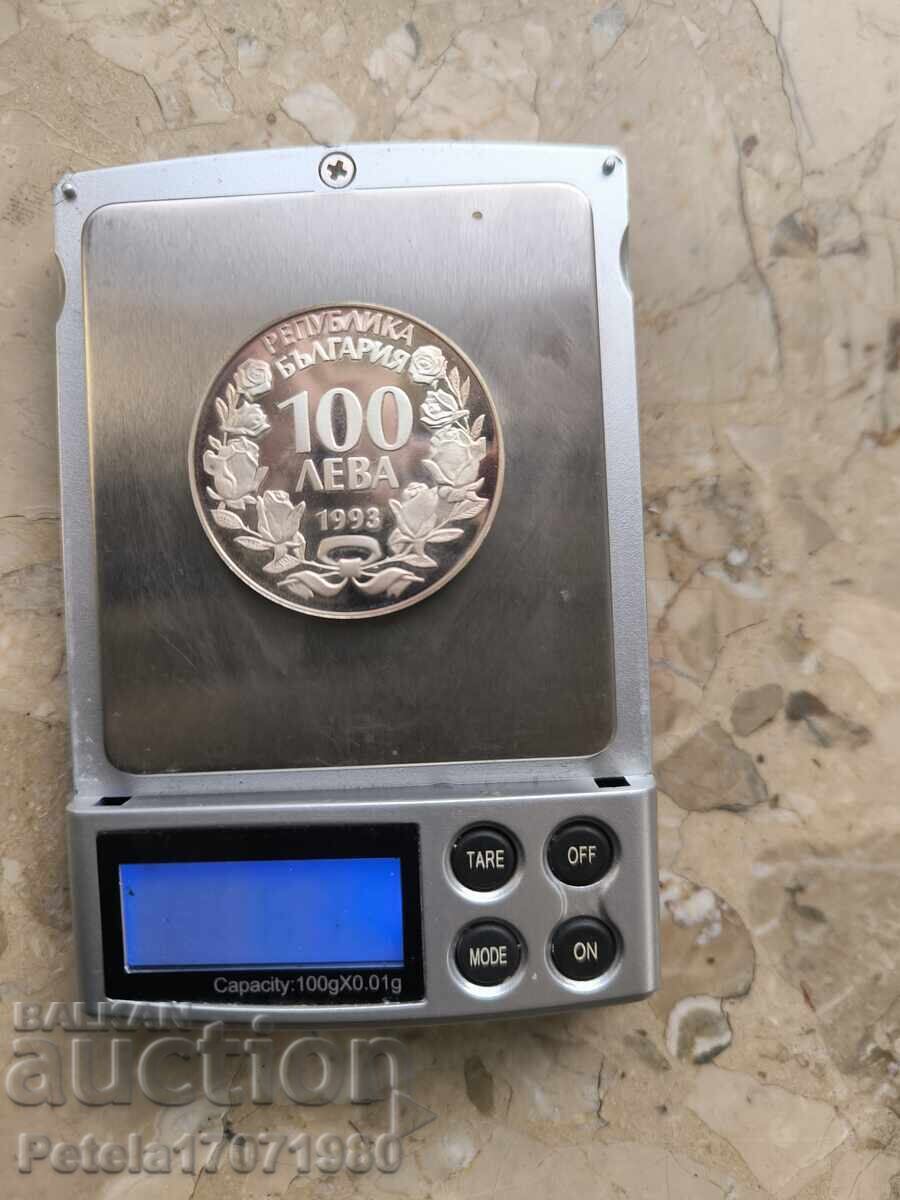 РЕПУБЛИКА
БЪЛГАРИЯ
100
ЛЕВА
1993
TARE
OFF
MODE
ON
Capacity:100gX0.01g
BALKAN
auction
Petela17071980